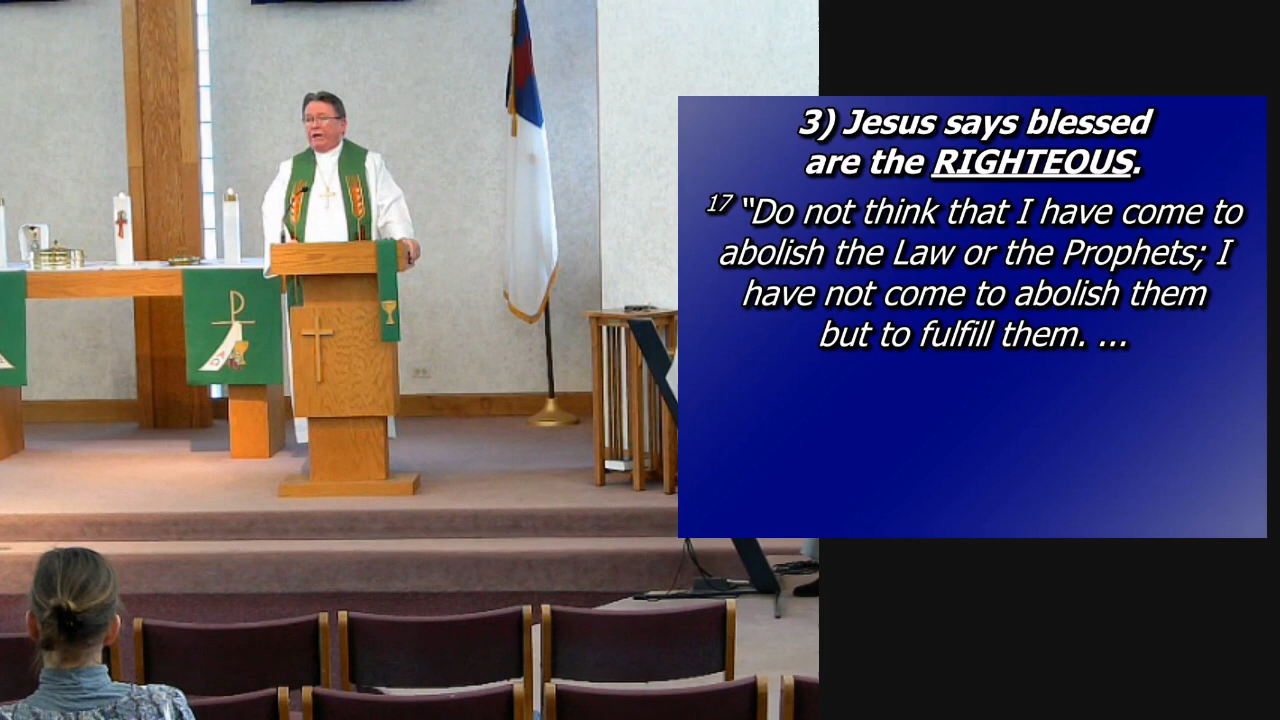 3) Jesus says blessed
are the RIGHTEOUS.
17 “Do not think that I have come to
abolish the Law or the Prophets; I
have not come to abolish them
but to fulfill them. ...